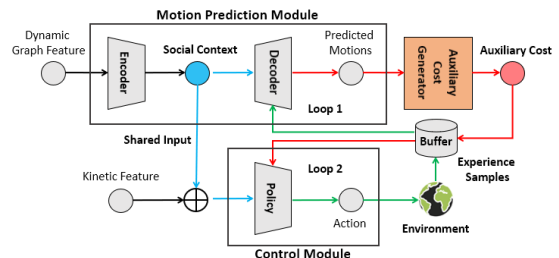 Motion Prediction Module
Dynamic
Graph Feature
Encoder
Social Context
Decoder
Predicted
Motions
Auxiliary
Cost
Generator
Auxiliary Cost
Loop 1
Shared Input
Buffer
Experience
Samples
Kinetic Feature
Policy
Loop 2
Action
Environment
Control Module